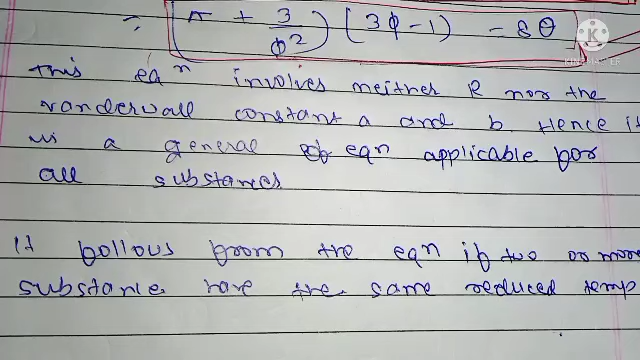 ∴ (π + 3/φ²) (3φ-1) - 8θ
this eqⁿ involves neither R nor the
vanderwall constant a and b Hence it
is a general eqn applicable for
all substances
it follows from the eqn if two or more
substance have the same reduced temp